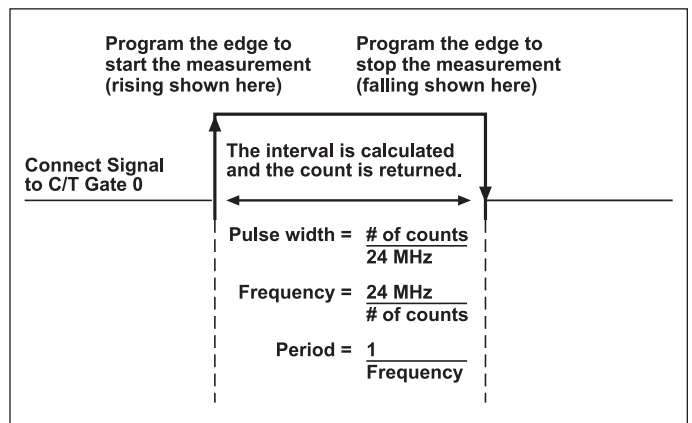 Program the edge to
start the measurement
(rising shown here)
Program the edge to
stop the measurement
(falling shown here)
Connect Signal
to C/T Gate 0
The interval is calculated
and the count is returned.
Pulse width = # of counts
24 MHz
Frequency = 24 MHz
# of counts
Period = 1
Frequency